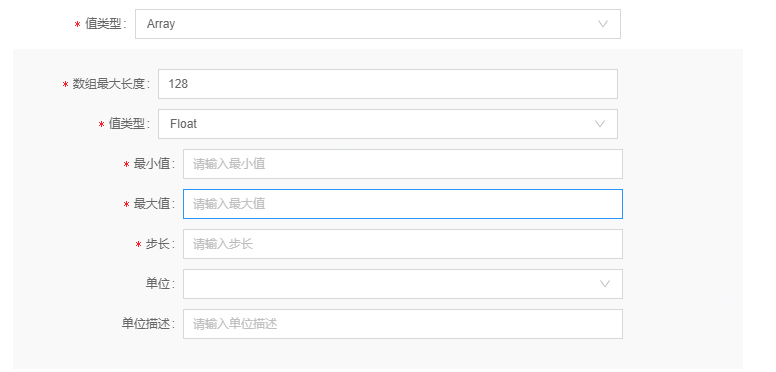 * 值类型: Array
* 数组最大长度: 128
* 值类型: Float
* 最小值: 请输入最小值
* 最大值: 请输入最大值
* 步长: 请输入步长
单位:
单位描述: 请输入单位描述